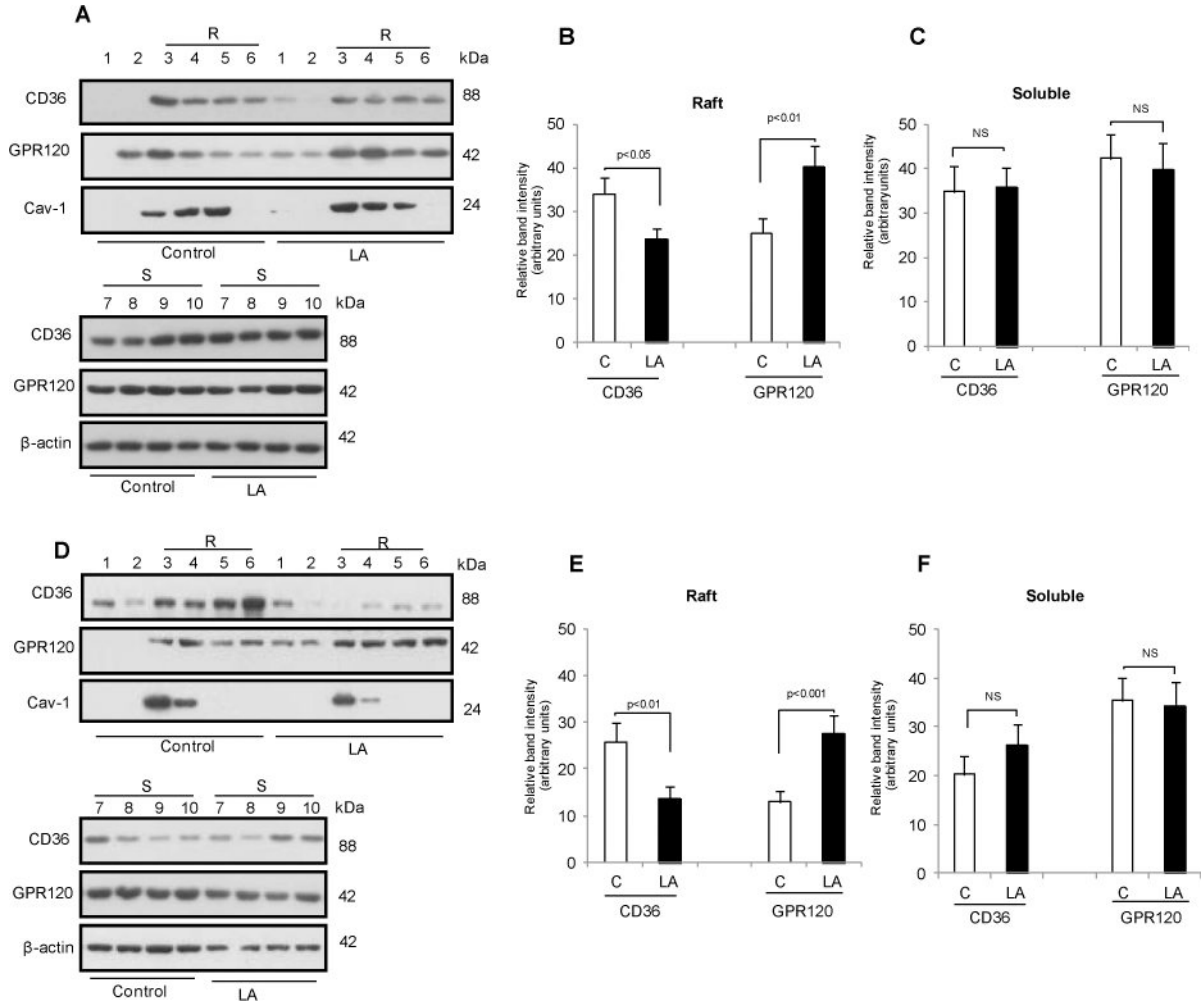 A
R R
1 2 3 4 5 6 1 2 3 4 5 6 kDa
CD36 88
GPR120 42
Cav-1 24
Control LA
S S
7 8 9 10 7 8 9 10 kDa
CD36 88
GPR120 42
β-actin 42
Control LA
B
Raft
Relative band intensity
(arbitrary units)
50
40
30
20
10
0
p<0.05
p<0.01
C LA C LA
CD36 GPR120
C
Soluble
Relative band intensity
(arbitraryunits)
50
40
30
20
10
0
NS
NS
C LA C LA
CD36 GPR120
D
R R
1 2 3 4 5 6 1 2 3 4 5 6 kDa
CD36 88
GPR120 42
Cav-1 24
Control LA
S S
7 8 9 10 7 8 9 10 kDa
CD36 88
GPR120 42
β-actin 42
Control LA
E
Raft
Relative band intensity
(arbitrary units)
50
40
30
20
10
0
p<0.01
p<0.001
C LA C LA
CD36 GPR120
F
Soluble
Relative band intensity
(arbitrary units)
50
40
30
20
10
0
NS
NS
C LA C LA
CD36 GPR120